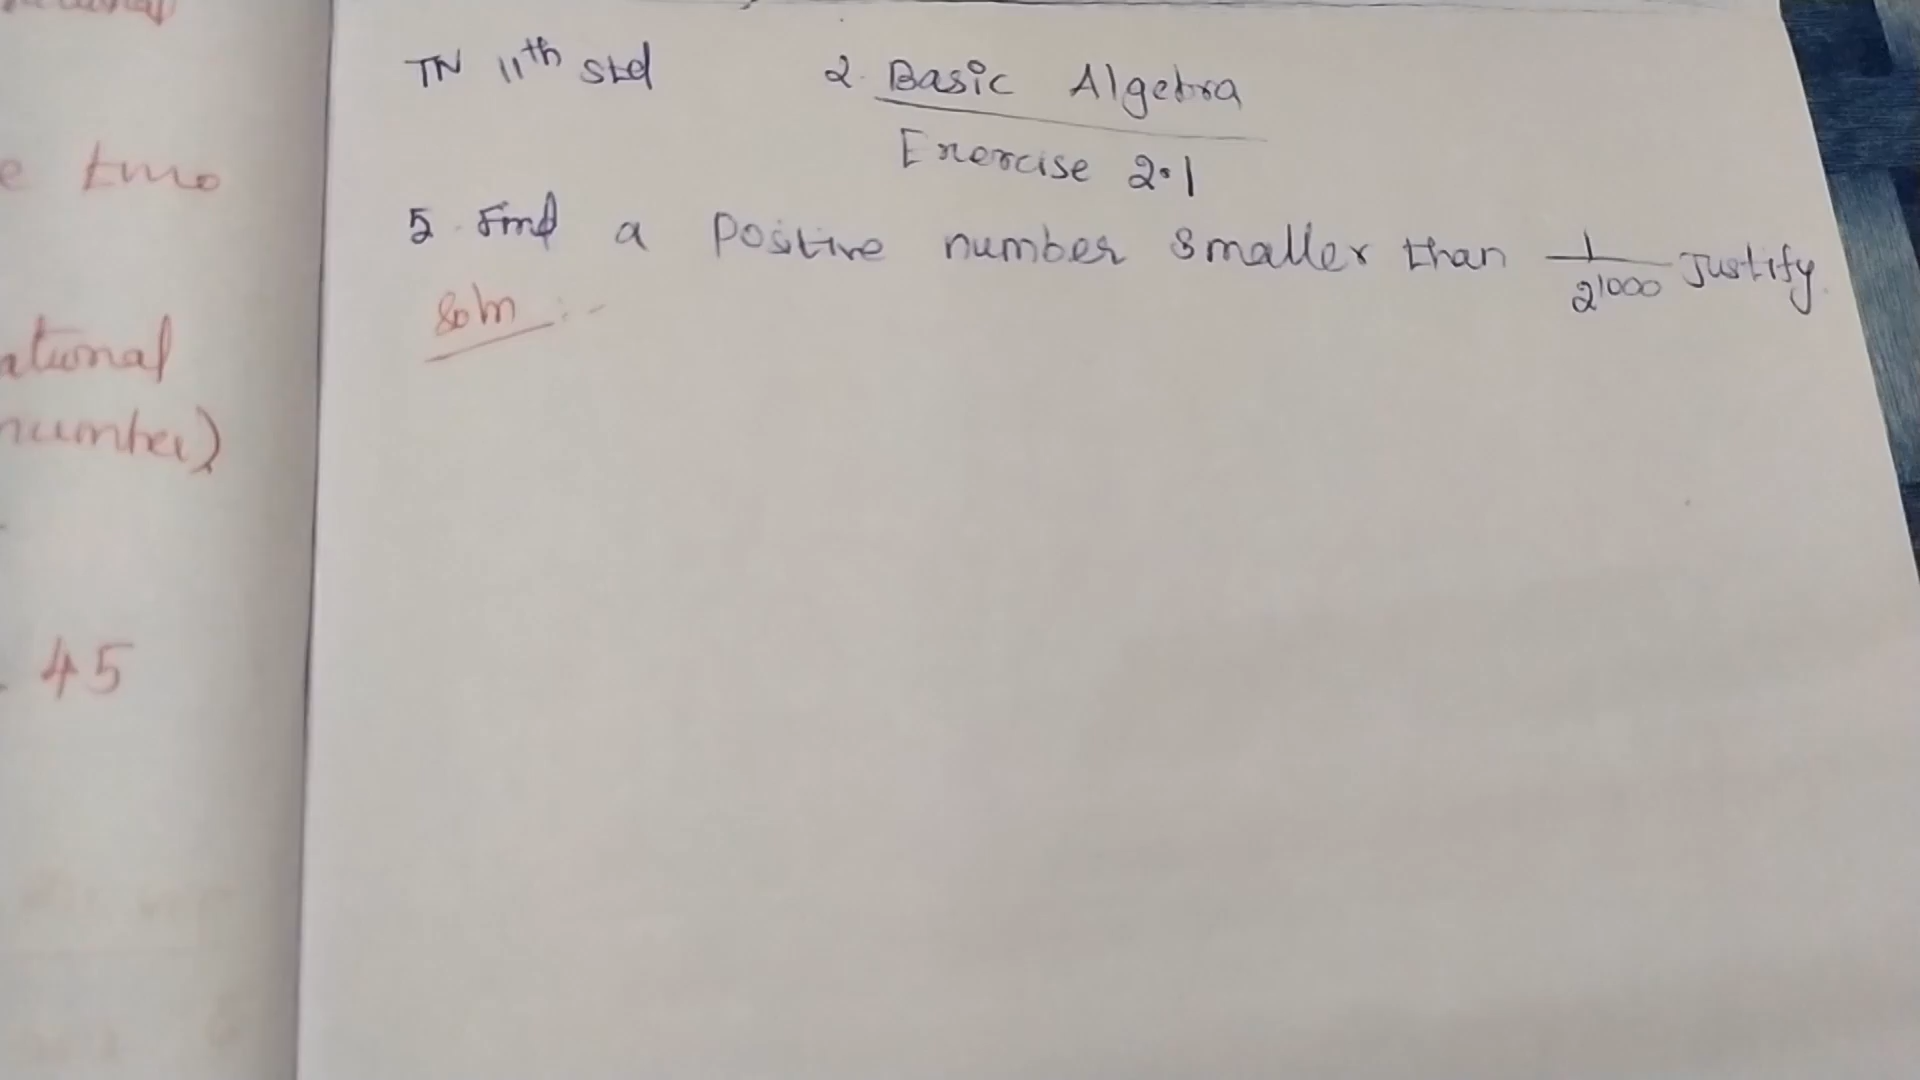 TN 11th Std
2. Basic Algebra
Exercise 2.1
5. Find a Positive number smaller than 1/2^1000 Justify.
Soln :-
e two
ational
number)
45